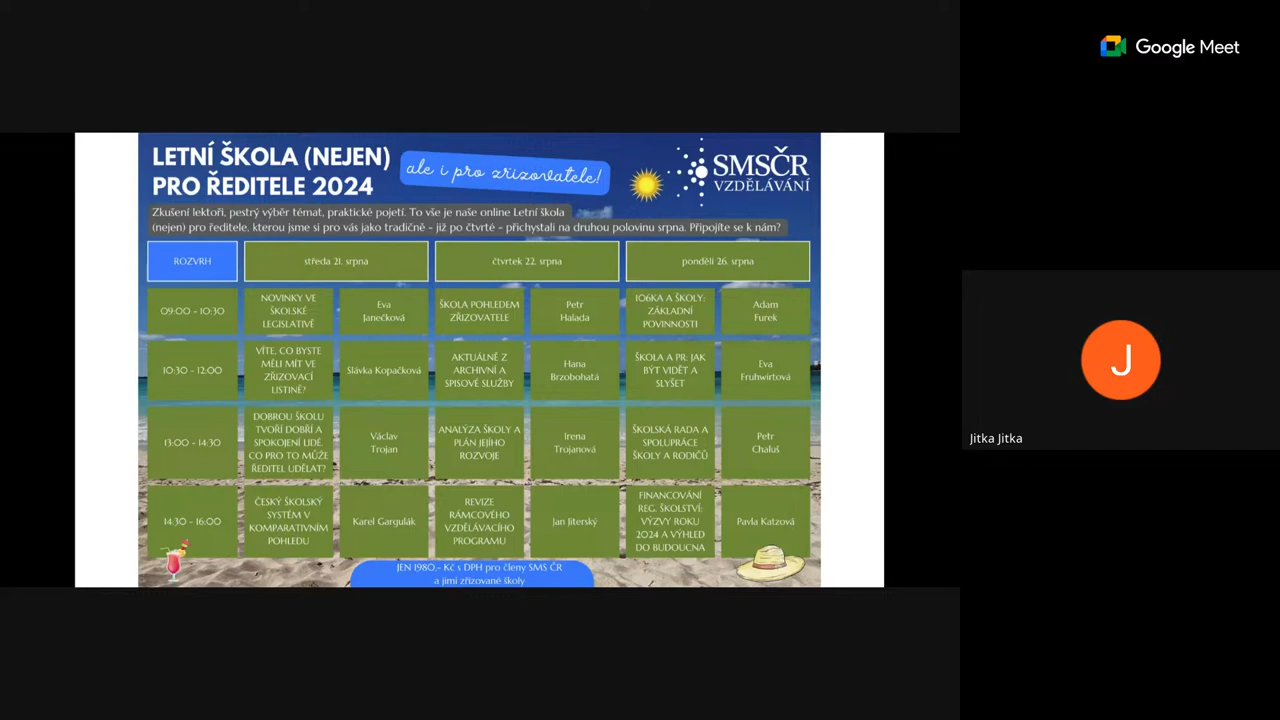 Google Meet
LETNÍ ŠKOLA (NEJEN)
PRO ŘEDITELE 2024
ale i pro zřizovatele!
SMSČR
VZDĚLÁVÁNÍ
Zkušení lektoři, pestrý výběr témat, praktické pojetí. To vše je naše online Letní škola
(nejen) pro ředitele, kterou jsme si pro vás jako tradičně - již po čtvrté - přichystali na druhou polovinu srpna. Připojíte se k nám?
ROZVRH
středa 21. srpna
čtvrtek 22. srpna
pondělí 26. srpna
09:00 - 10:30
NOVINKY VE
ŠKOLSKÉ
LEGISLATIVĚ
Eva
Janečková
ŠKOLA POHLEDEM
ZŘIZOVATELE
Petr
Halada
106KA A ŠKOLY:
ZÁKLADNÍ
POVINNOSTI
Adam
Furek
10:30 - 12:00
VÍTE, CO BYSTE
MĚLI MÍT VE
ZŘIZOVACÍ
LISTINĚ?
Slávka Kopačková
AKTUÁLNĚ Z
ARCHIVNÍ A
SPISOVÉ SLUŽBY
Hana
Brzobohatá
ŠKOLA A PR: JAK
BÝT VIDĚT A
SLYŠET
Eva
Fruhwirtová
13:00 - 14:30
DOBROU ŠKOLU
TVOŘÍ DOBŘÍ A
SPOKOJENÍ LIDÉ.
CO PRO TO MŮŽE
ŘEDITEL UDĚLAT?
Václav
Trojan
ANALÝZA ŠKOLY A
PLÁN JEJÍHO
ROZVOJE
Irena
Trojanová
ŠKOLSKÁ RADA A
SPOLUPRÁCE
ŠKOLY A RODIČŮ
Petr
Chaluš
14:30 - 16:00
ČESKÝ ŠKOLSKÝ
SYSTÉM V
KOMPARATIVNÍM
POHLEDU
Karel Gargulák
REVIZE
RÁMCOVÉHO
VZDĚLÁVACÍHO
PROGRAMU
Jan Jiterský
FINANCOVÁNÍ
REG. ŠKOLSTVÍ:
VÝZVY ROKU
2024 A VÝHLED
DO BUDOUCNA
Pavla Katzová
JEN 1980,- Kč s DPH pro členy SMS ČR
a jimi zřizované školy
J
Jitka Jitka